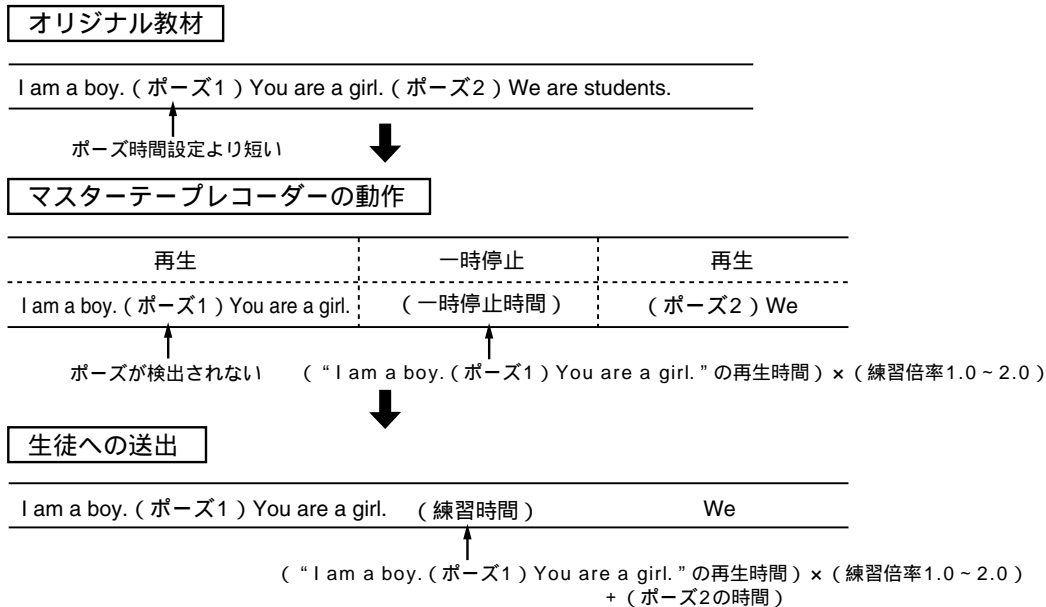 オリジナル教材
I am a boy.（ポーズ1）You are a girl.（ポーズ2）We are students.
ポーズ時間設定より短い
マスターテープレコーダーの動作
再生 一時停止 再生
I am a boy.（ポーズ1）You are a girl. （一時停止時間） （ポーズ2）We
ポーズが検出されない （“I am a boy.（ポーズ1）You are a girl.”の再生時間）×（練習倍率1.0～2.0）
生徒への送出
I am a boy.（ポーズ1）You are a girl. （練習時間） We
（“I am a boy.（ポーズ1）You are a girl.”の再生時間）×（練習倍率1.0～2.0）
+（ポーズ2の時間）